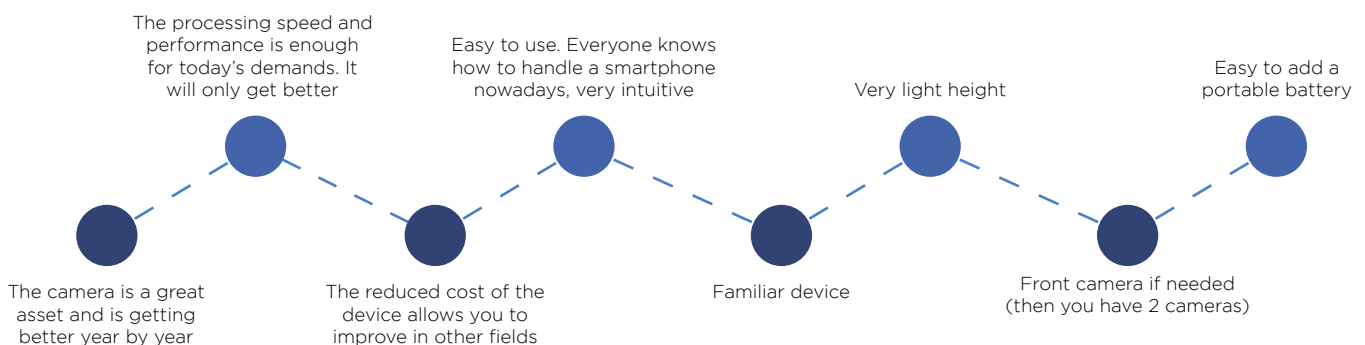 The processing speed and
performance is enough
for today's demands. It
will only get better
Easy to use. Everyone knows
how to handle a smartphone
nowadays, very intuitive
Very light height
Easy to add a
portable battery
The camera is a great
asset and is getting
better year by year
The reduced cost of the
device allows you to
improve in other fields
Familiar device
Front camera if needed
(then you have 2 cameras)